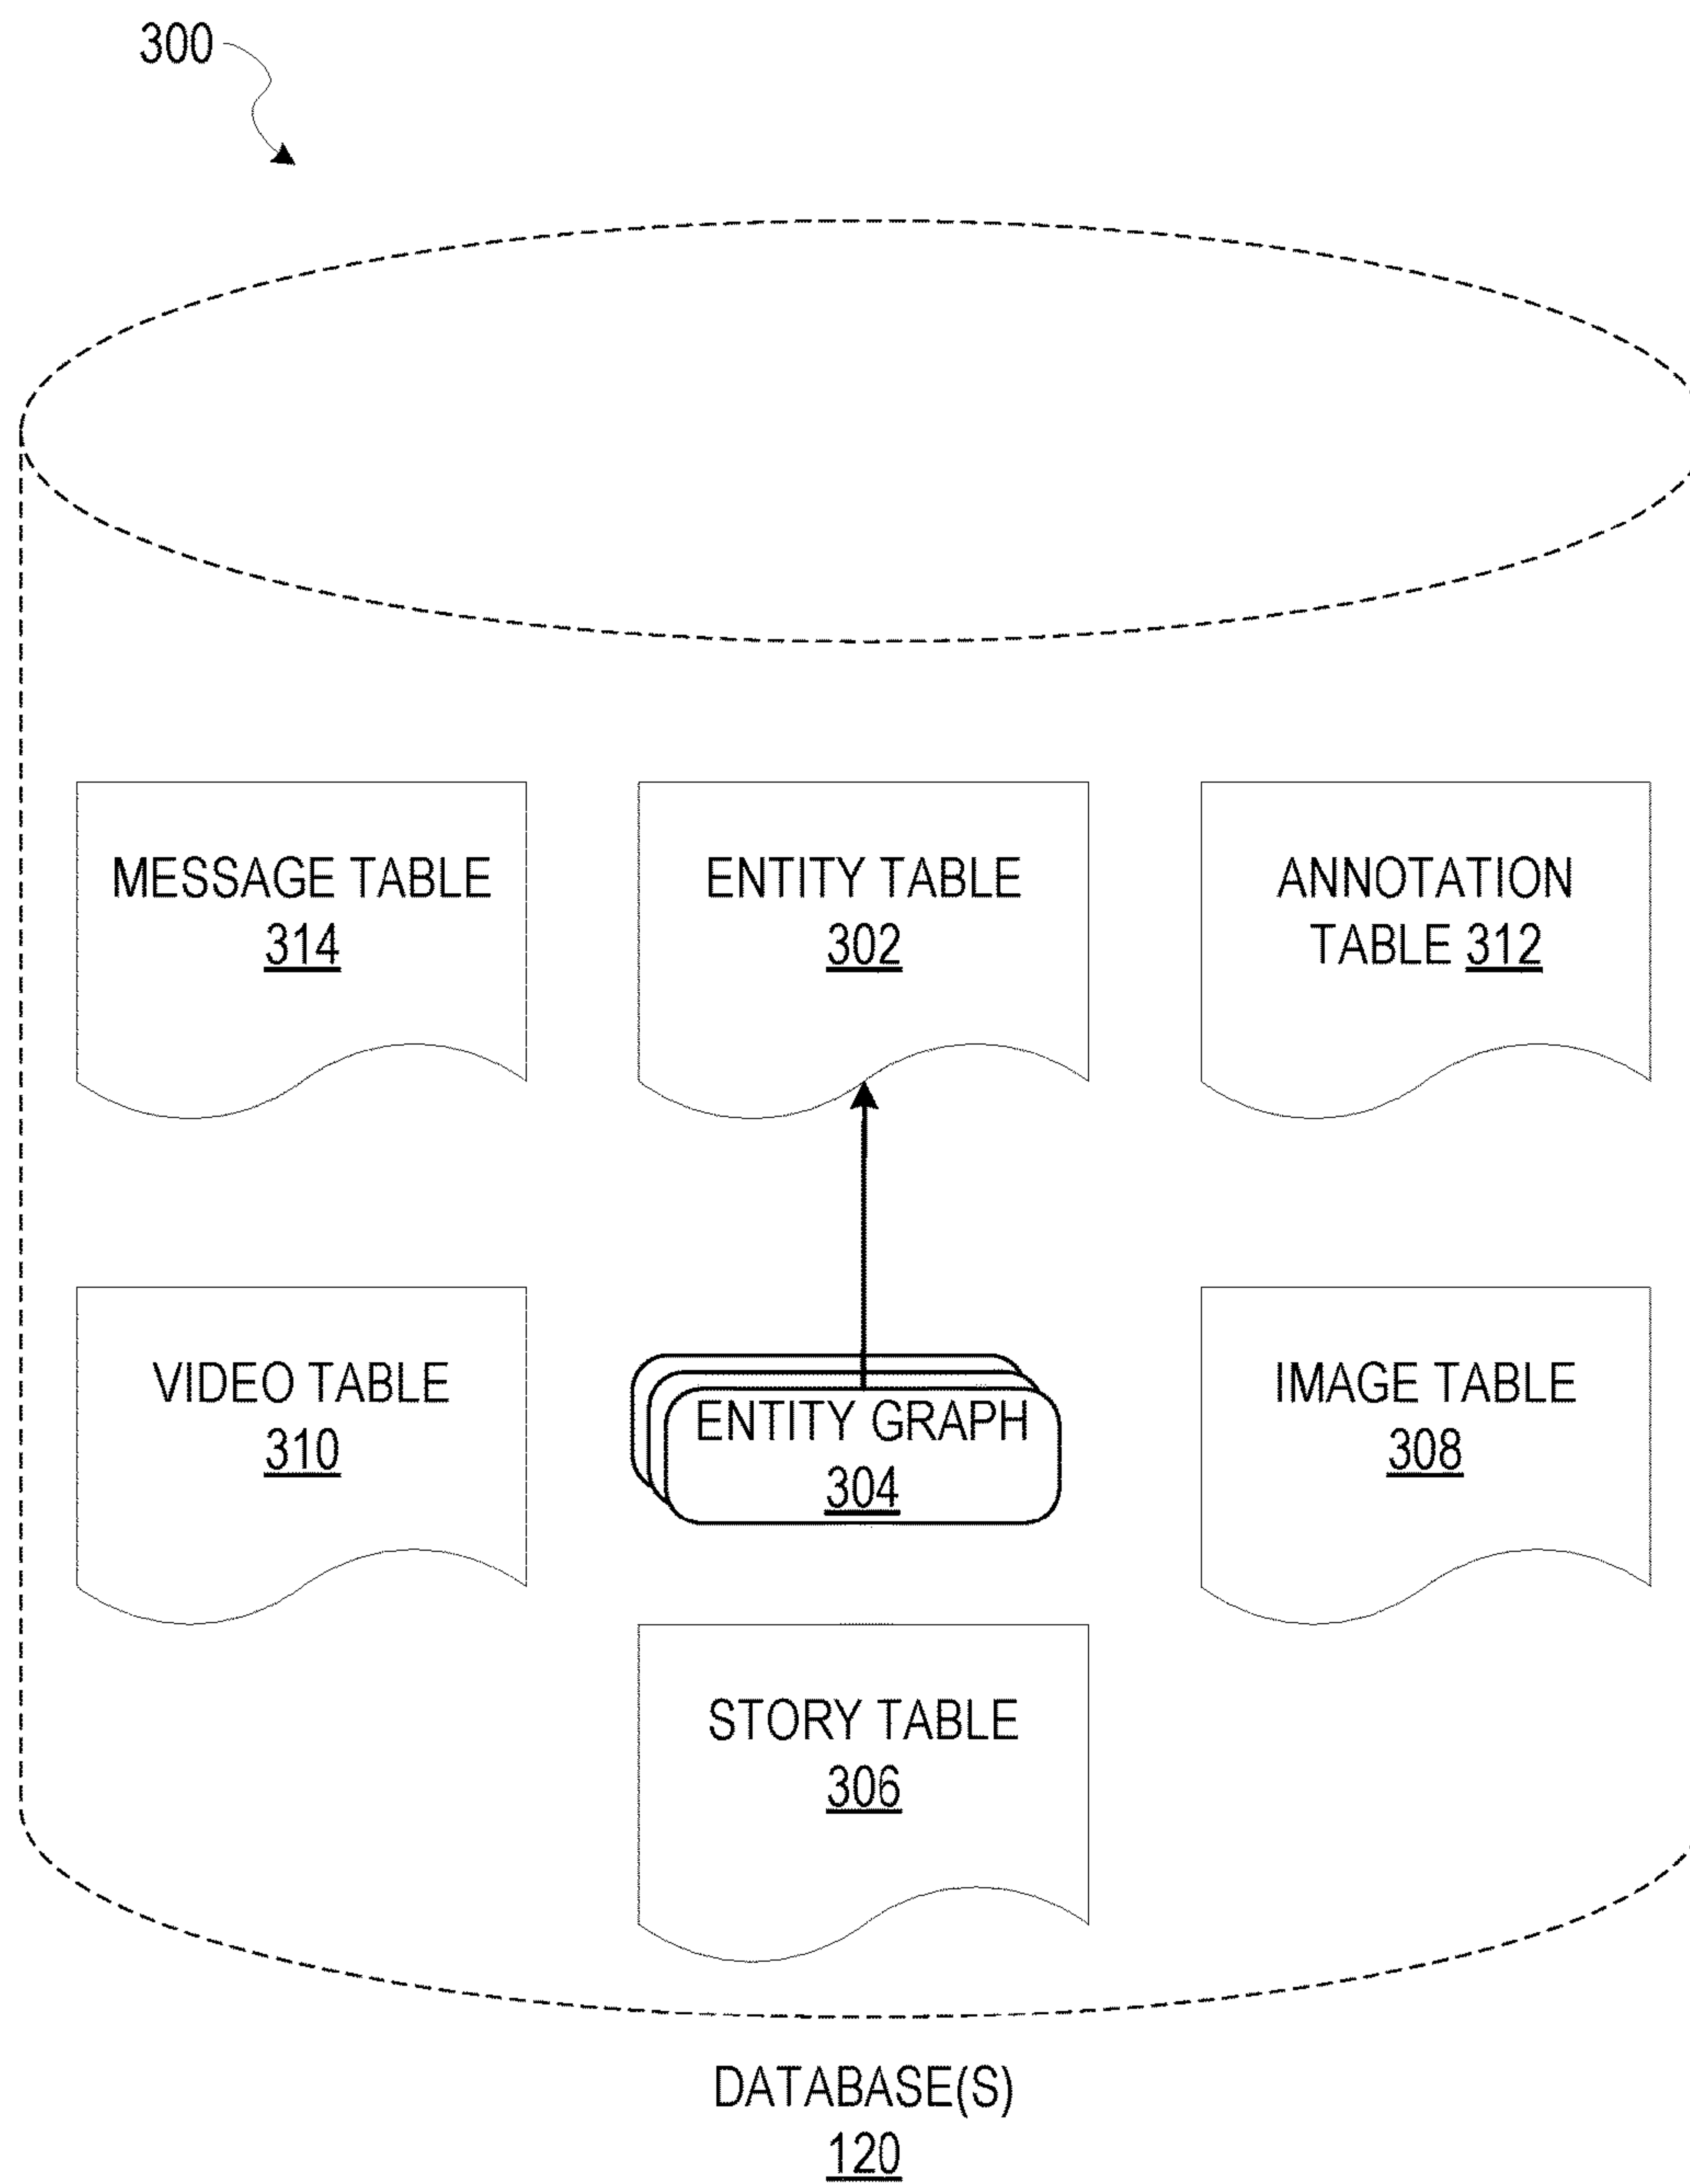 300
MESSAGE TABLE
314
ENTITY TABLE
302
ANNOTATION
TABLE 312
VIDEO TABLE
310
ENTITY GRAPH
304
IMAGE TABLE
308
STORY TABLE
306
DATABASE(S)
120